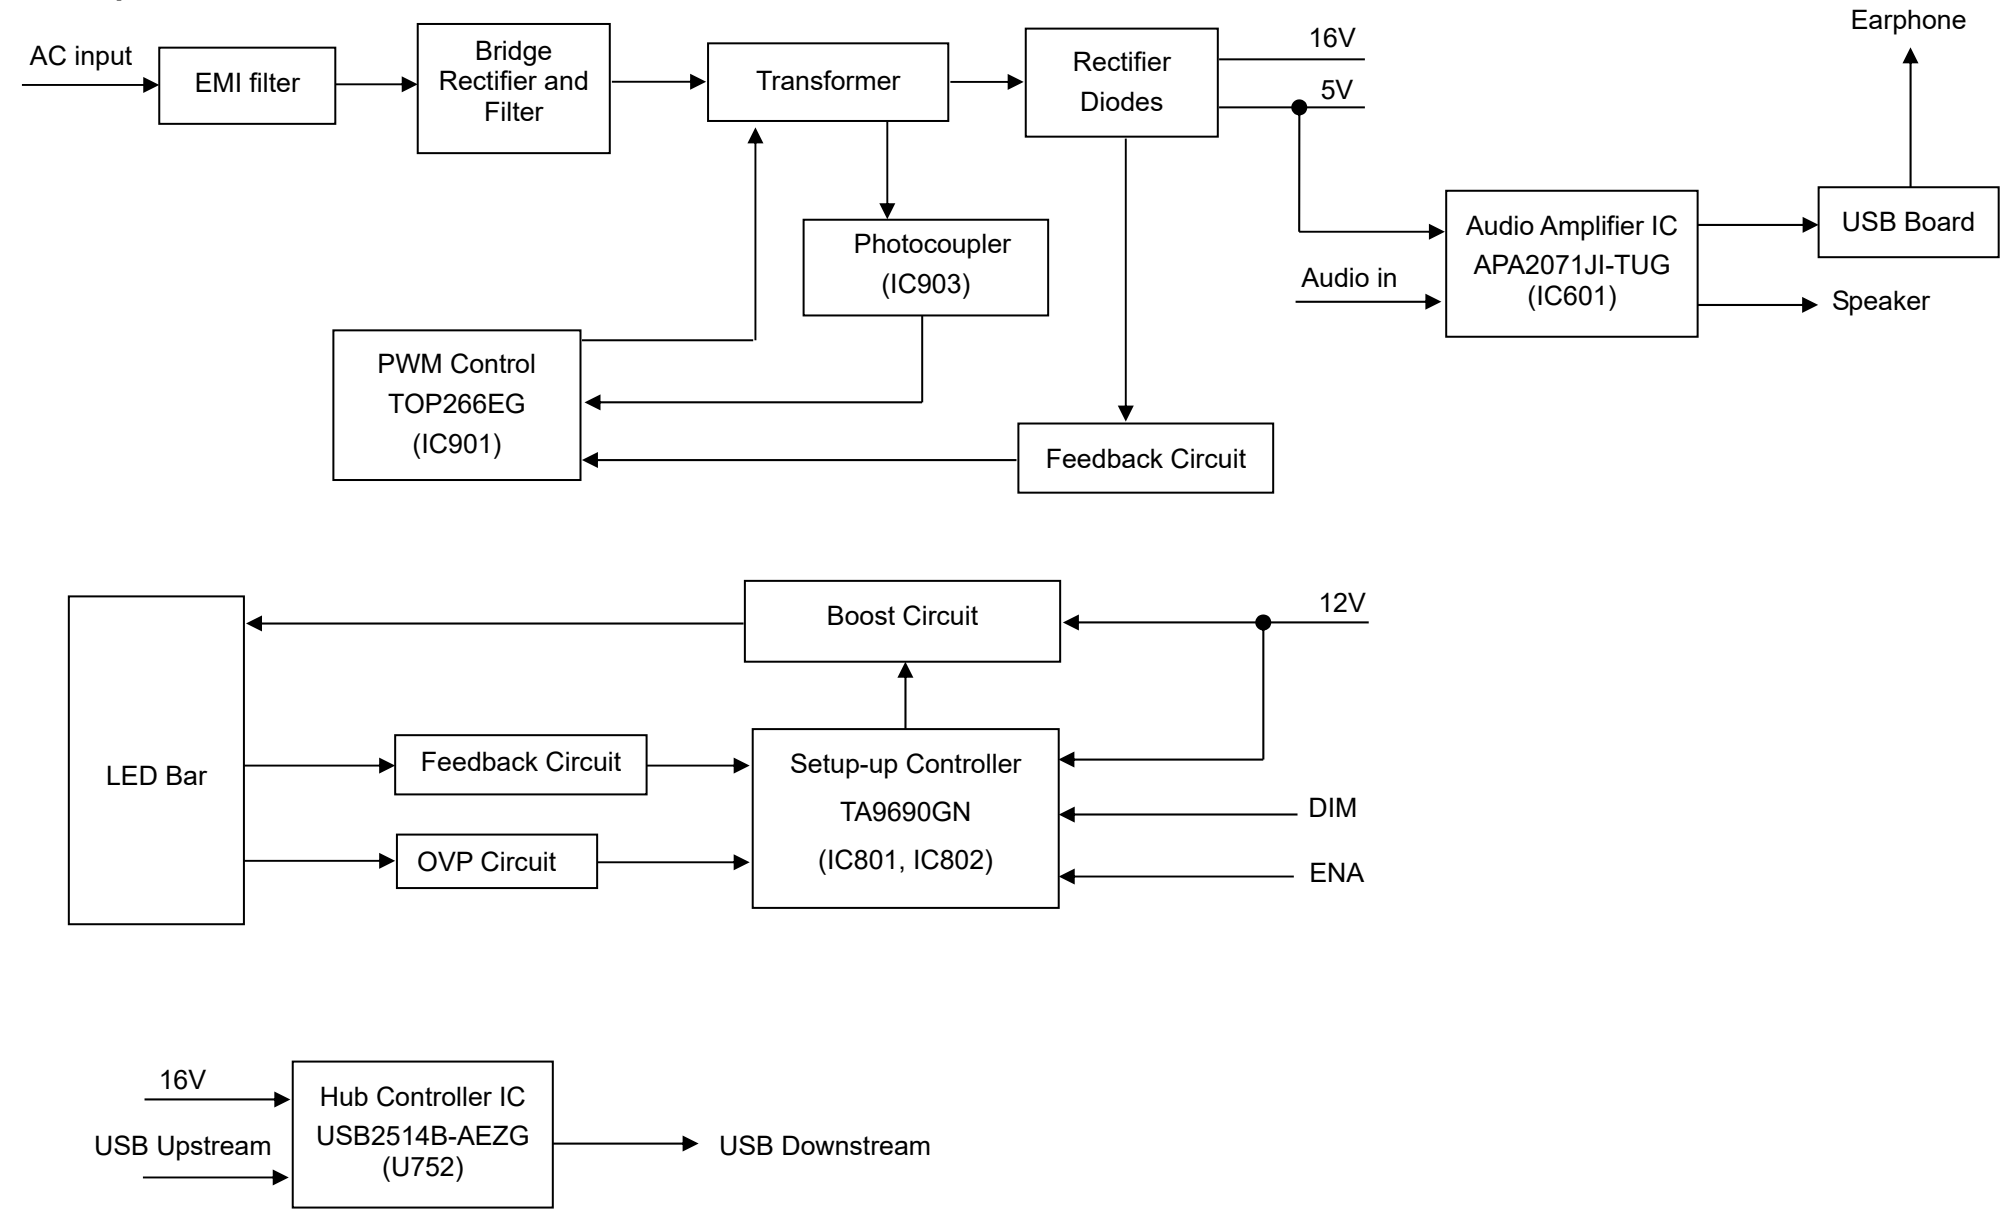 AC input
EMI filter
Bridge
Rectifier and
Filter
Transformer
Rectifier
Diodes
16V
5V
Earphone
Photocoupler
(IC903)
Audio Amplifier IC
APA2071JI-TUG
(IC601)
USB Board
Audio in
Speaker
PWM Control
TOP266EG
(IC901)
Feedback Circuit
Boost Circuit
12V
LED Bar
Feedback Circuit
OVP Circuit
Setup-up Controller
TA9690GN
(IC801, IC802)
DIM
ENA
16V
USB Upstream
Hub Controller IC
USB2514B-AEZG
(U752)
USB Downstream